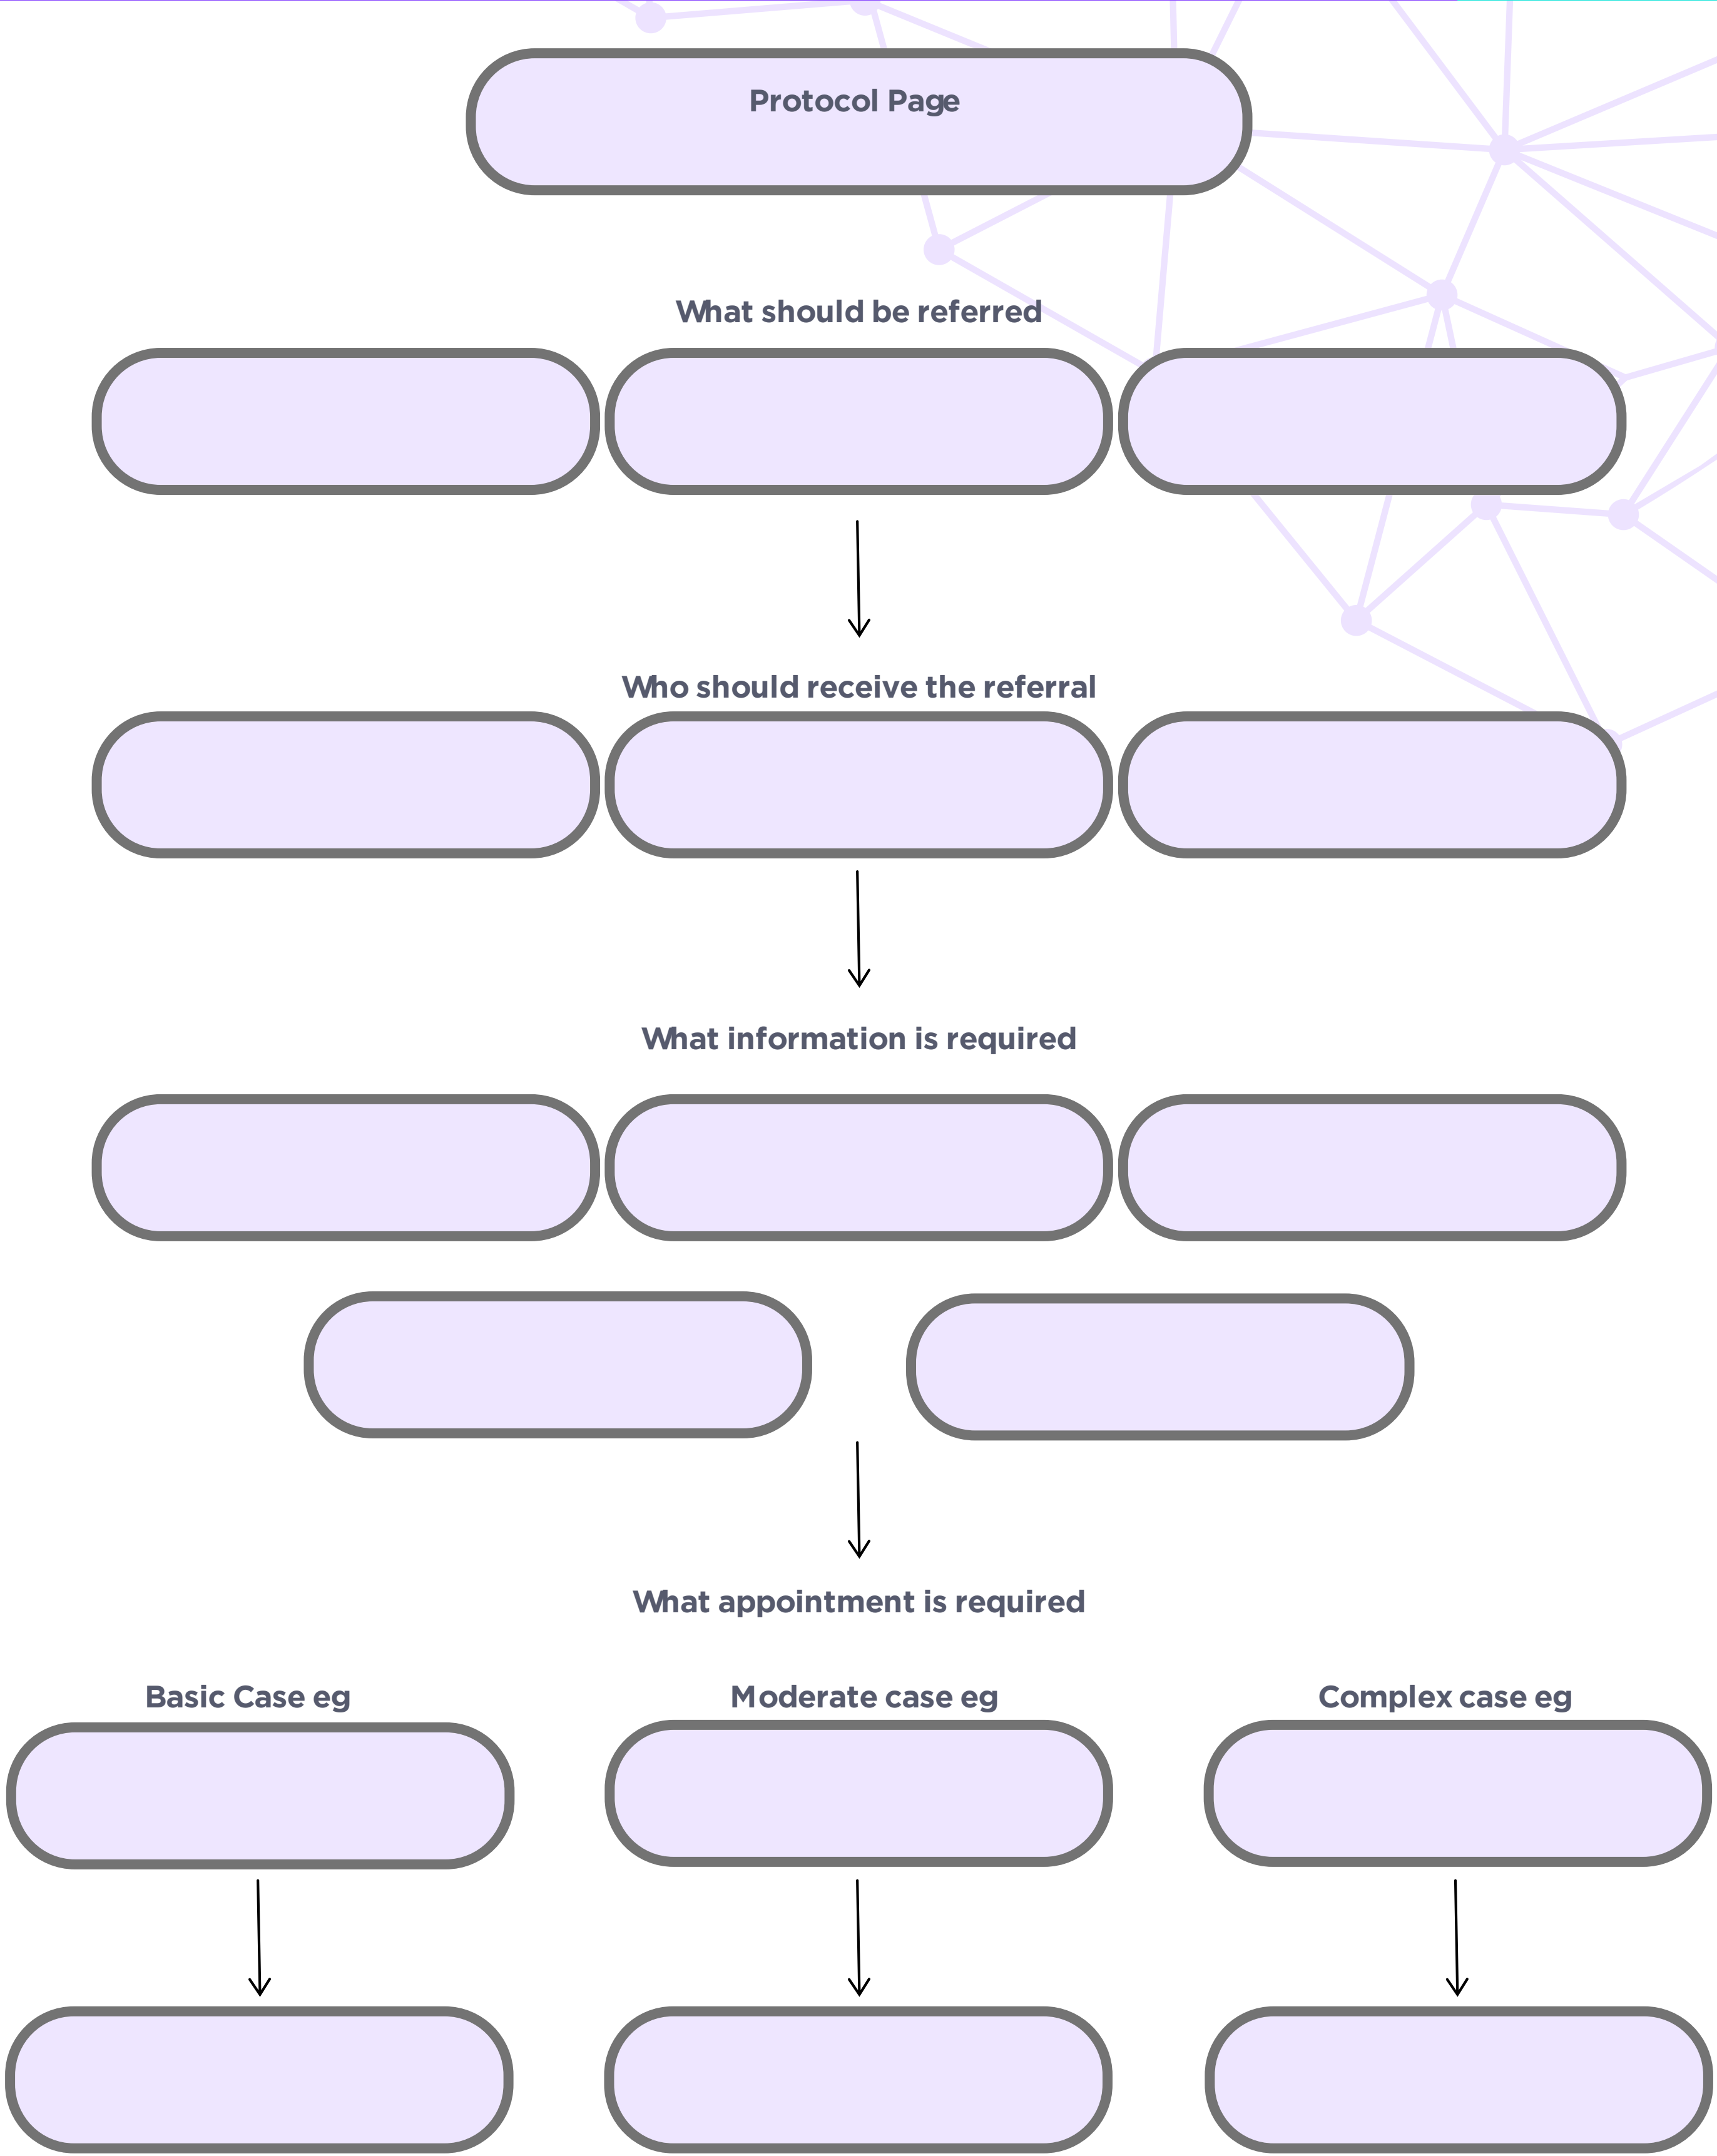 Protocol Page
What should be referred
Who should receive the referral
What information is required
What appointment is required
Basic Case eg
Moderate case eg
Complex case eg